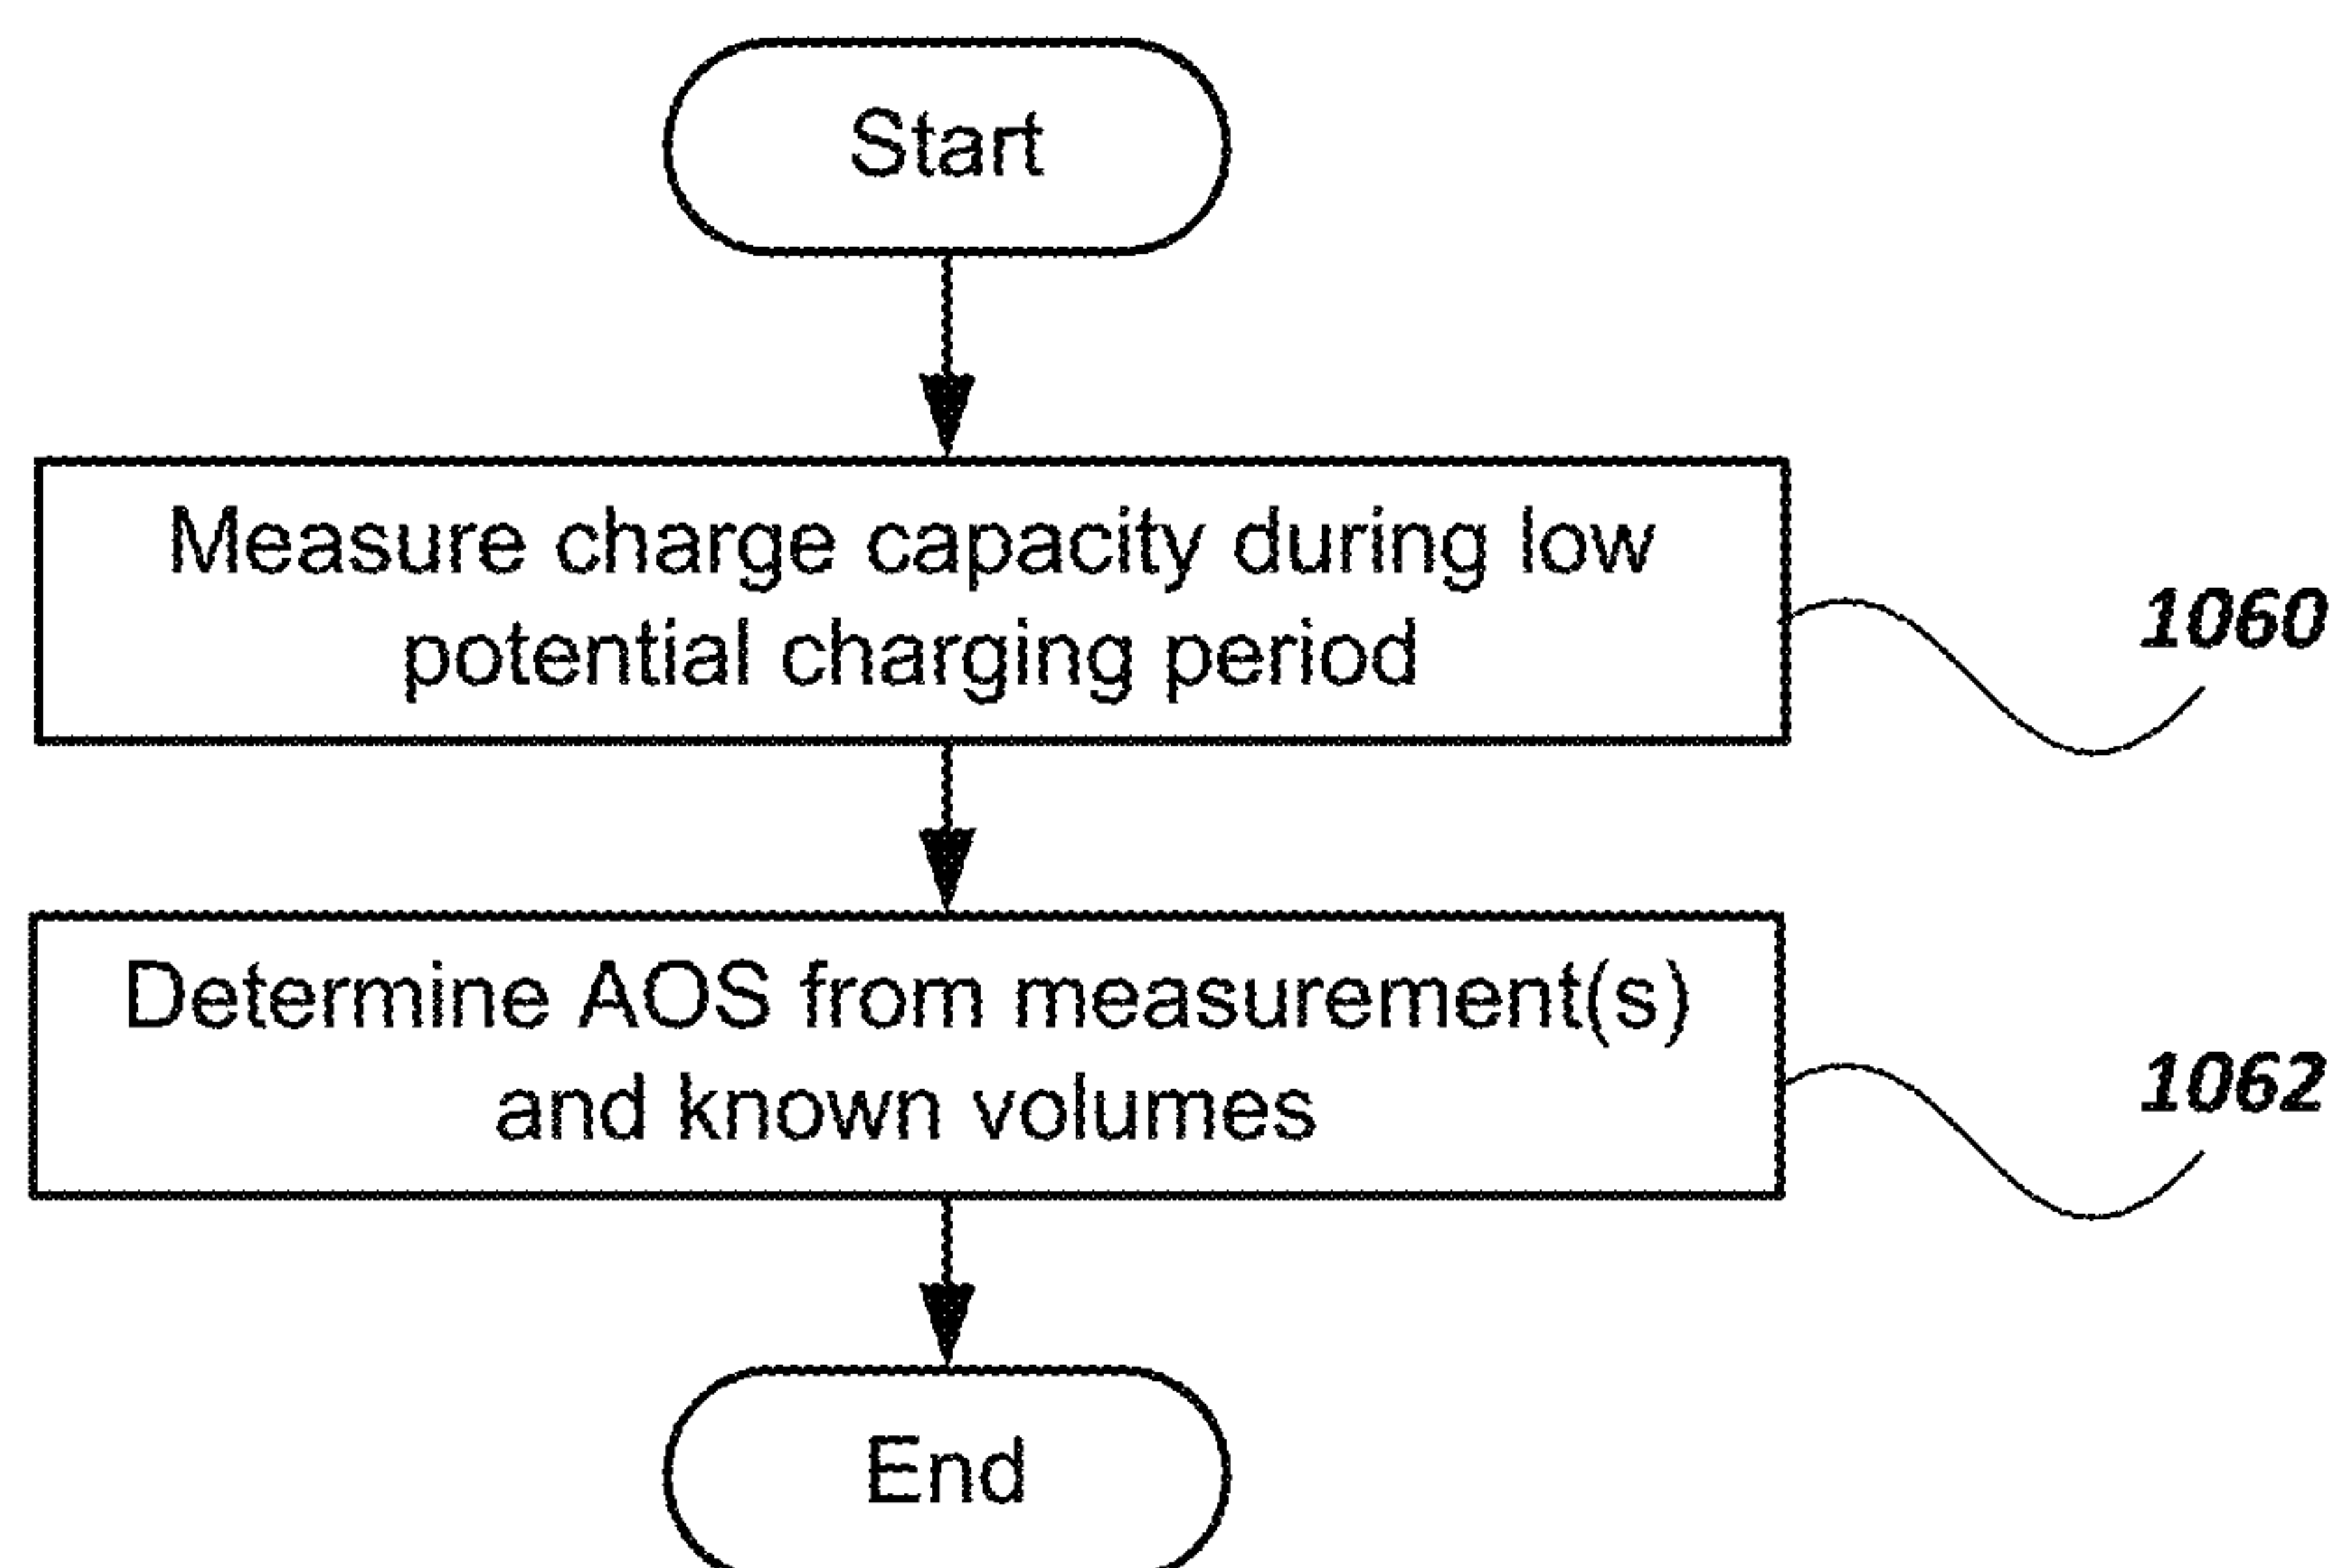 Start
Measure charge capacity during low
potential charging period
1060
Determine AOS from measurement(s)
and known volumes
1062
End